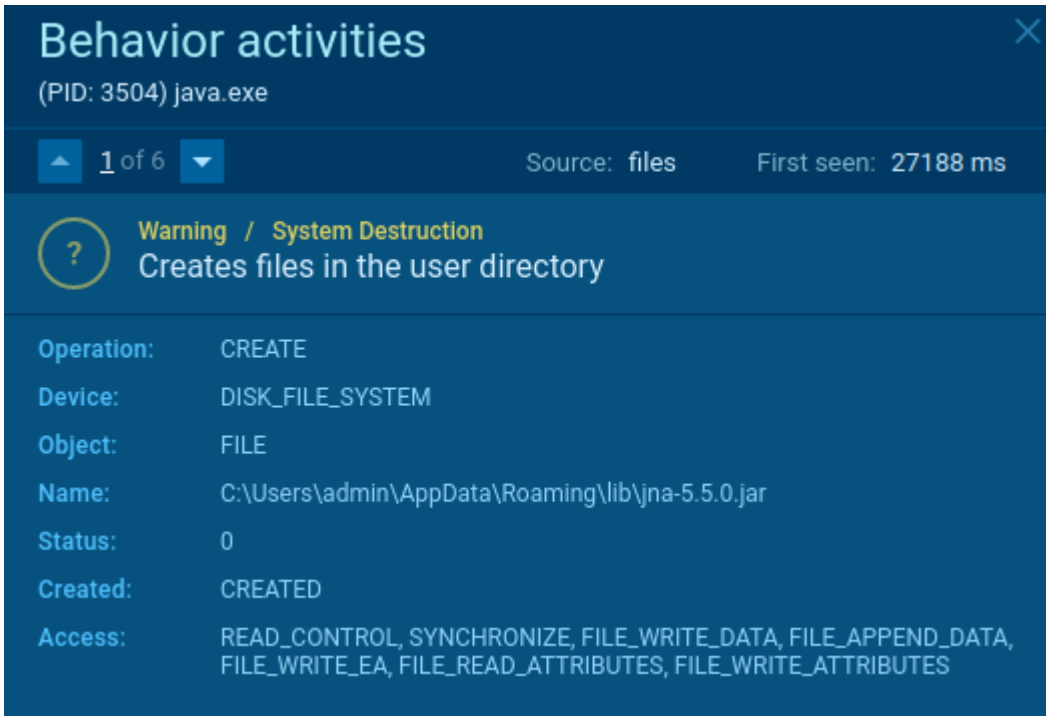 Behavior activities
(PID: 3504) java.exe
1 of 6
Source: files
First seen: 27188 ms
?
Warning / System Destruction
Creates files in the user directory
Operation: CREATE
Device: DISK_FILE_SYSTEM
Object: FILE
Name: C:\Users\admin\AppData\Roaming\lib\jna-5.5.0.jar
Status: 0
Created: CREATED
Access: READ_CONTROL, SYNCHRONIZE, FILE_WRITE_DATA, FILE_APPEND_DATA,
FILE_WRITE_EA, FILE_READ_ATTRIBUTES, FILE_WRITE_ATTRIBUTES